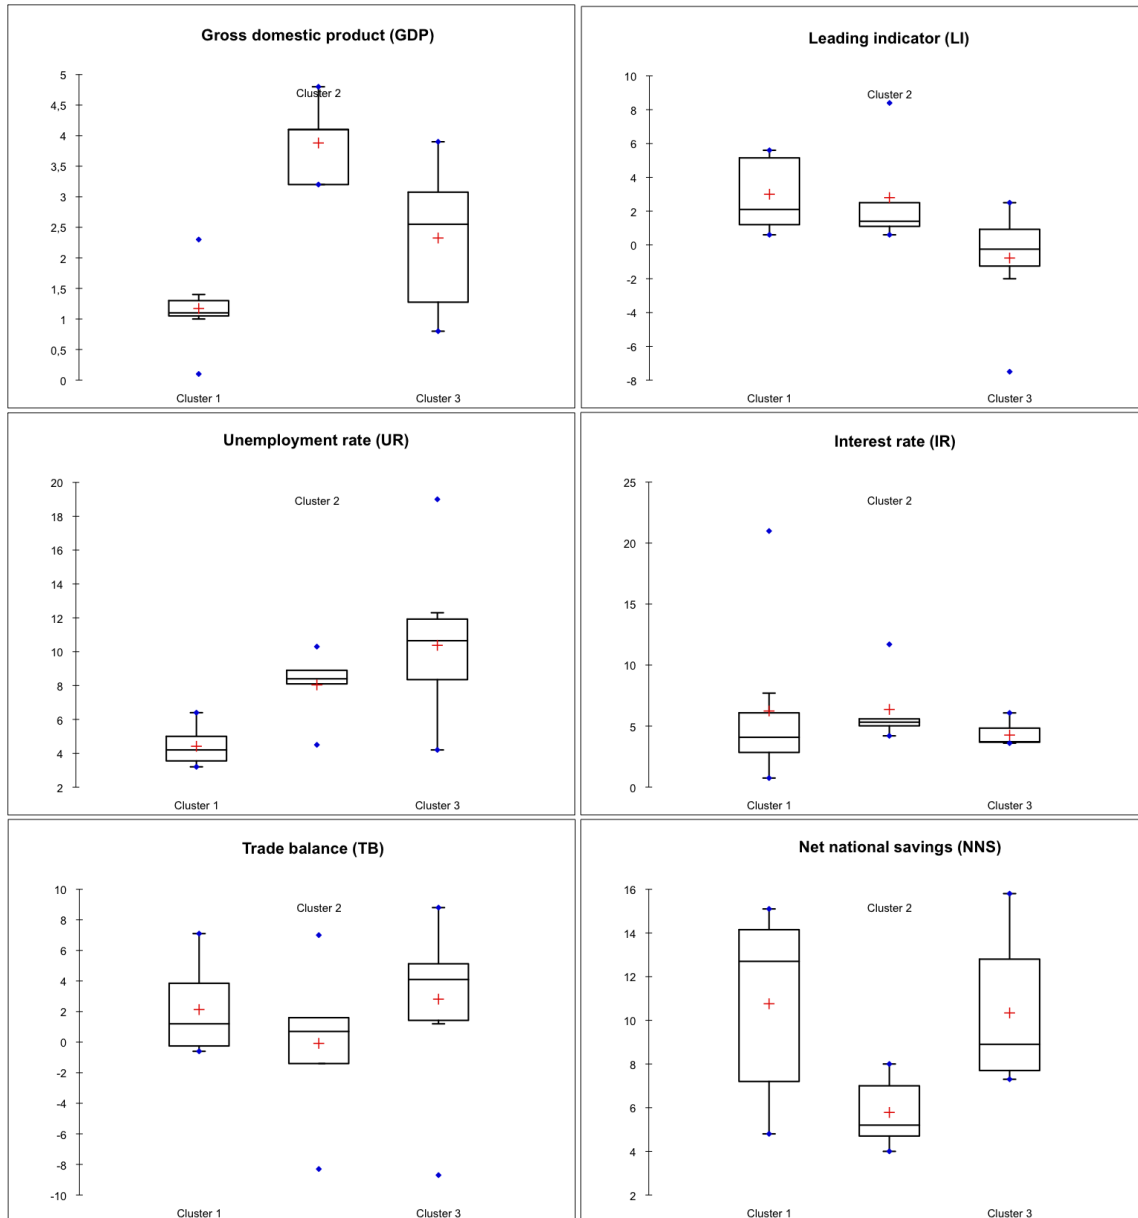 Gross domestic product (GDP)
5
Cluster 2
4,5
4
3,5
3
2,5
2
1,5
1
0,5
0
Cluster 1
Cluster 3
Leading indicator (LI)
10
Cluster 2
8
6
4
2
0
-2
-4
-6
-8
Cluster 1
Cluster 3
Unemployment rate (UR)
20
Cluster 2
18
16
14
12
10
8
6
4
2
Cluster 1
Cluster 3
Interest rate (IR)
25
Cluster 2
20
15
10
5
0
Cluster 1
Cluster 3
Trade balance (TB)
10
Cluster 2
8
6
4
2
0
-2
-4
-6
-8
-10
Cluster 1
Cluster 3
Net national savings (NNS)
16
Cluster 2
14
12
10
8
6
4
2
Cluster 1
Cluster 3